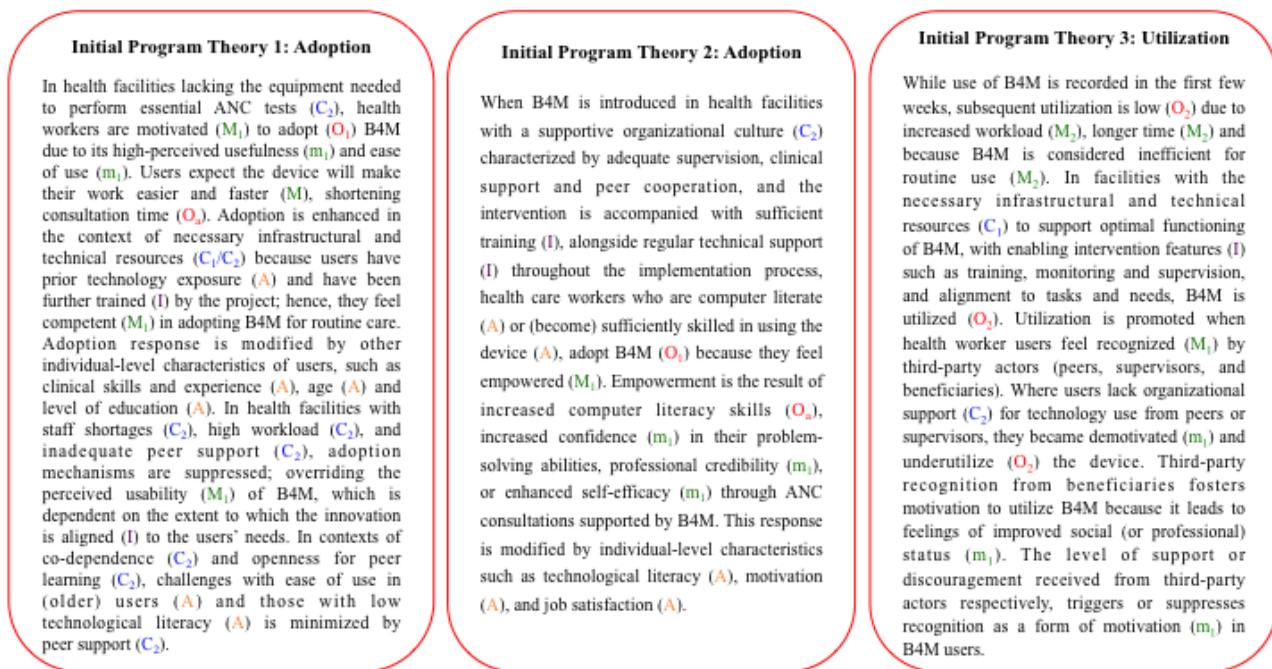 Initial Program Theory 1: Adoption
In health facilities lacking the equipment needed
to perform essential ANC tests (C₂), health
workers are motivated (M₁) to adopt (O₁) B4M
due to its high-perceived usefulness (m₁) and ease
of use (m₁). Users expect the device will make
their work easier and faster (M), shortening
consultation time (Oₐ). Adoption is enhanced in
the context of necessary infrastructural and
technical resources (C₁/C₂) because users have
prior technology exposure (A) and have been
further trained (I) by the project; hence, they feel
competent (M₁) in adopting B4M for routine care.
Adoption response is modified by other
individual-level characteristics of users, such as
clinical skills and experience (A), age (A) and
level of education (A). In health facilities with
staff shortages (C₂), high workload (C₂), and
inadequate peer support (C₂), adoption
mechanisms are suppressed; overriding the
perceived usability (M₁) of B4M, which is
dependent on the extent to which the innovation
is aligned (I) to the users' needs. In contexts of
co-dependence (C₂) and openness for peer
learning (C₂), challenges with ease of use in
(older) users (A) and those with low
technological literacy (A) is minimized by
peer support (C₂).
Initial Program Theory 2: Adoption
When B4M is introduced in health facilities
with a supportive organizational culture (C₂)
characterized by adequate supervision, clinical
support and peer cooperation, and the
intervention is accompanied with sufficient
training (I), alongside regular technical support
(I) throughout the implementation process,
health care workers who are computer literate
(A) or (become) sufficiently skilled in using the
device (A), adopt B4M (O₁) because they feel
empowered (M₁). Empowerment is the result of
increased computer literacy skills (Oₐ),
increased confidence (m₁) in their problem-
solving abilities, professional credibility (m₁),
or enhanced self-efficacy (m₁) through ANC
consultations supported by B4M. This response
is modified by individual-level characteristics
such as technological literacy (A), motivation
(A), and job satisfaction (A).
Initial Program Theory 3: Utilization
While use of B4M is recorded in the first few
weeks, subsequent utilization is low (O₂) due to
increased workload (M₂), longer time (M₂) and
because B4M is considered inefficient for
routine use (M₂). In facilities with the
necessary infrastructural and technical
resources (C₁) to support optimal functioning
of B4M, with enabling intervention features (I)
such as training, monitoring and supervision,
and alignment to tasks and needs, B4M is
utilized (O₂). Utilization is promoted when
health worker users feel recognized (M₁) by
third-party actors (peers, supervisors, and
beneficiaries). Where users lack organizational
support (C₂) for technology use from peers or
supervisors, they became demotivated (m₁) and
underutilize (O₂) the device. Third-party
recognition from beneficiaries fosters
motivation to utilize B4M because it leads to
feelings of improved social (or professional)
status (m₁). The level of support or
discouragement received from third-party
actors respectively, triggers or suppresses
recognition as a form of motivation (m₁) in
B4M users.